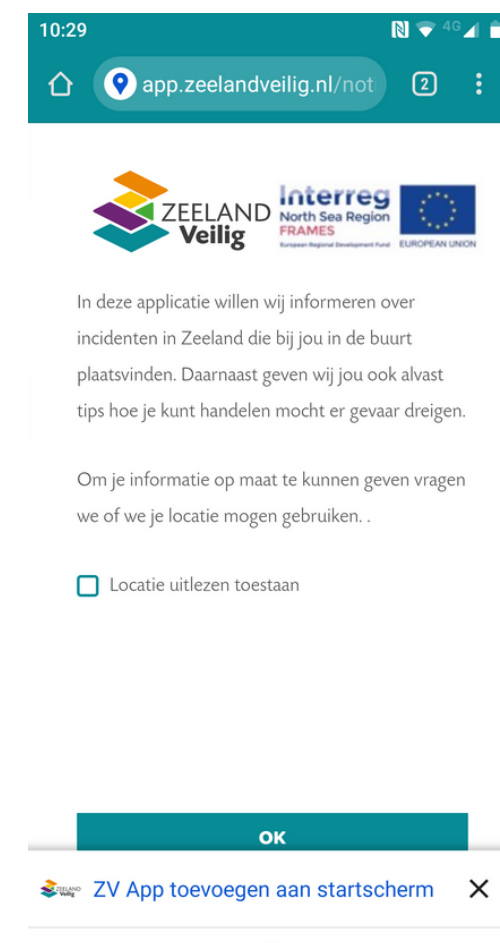 10:29
4G
app.zeelandveilig.nl/not
2
ZEELAND
Veilig
Interreg
North Sea Region
FRAMES
European Regional Development Fund
EUROPEAN UNION
In deze applicatie willen wij informeren over
incidenten in Zeeland die bij jou in de buurt
plaatsvinden. Daarnaast geven wij jou ook alvast
tips hoe je kunt handelen mocht er gevaar dreigen.
Om je informatie op maat te kunnen geven vragen
we of we je locatie mogen gebruiken. .
Locatie uitlezen toestaan
OK
ZEELAND
Veilig
ZV App toevoegen aan startscherm